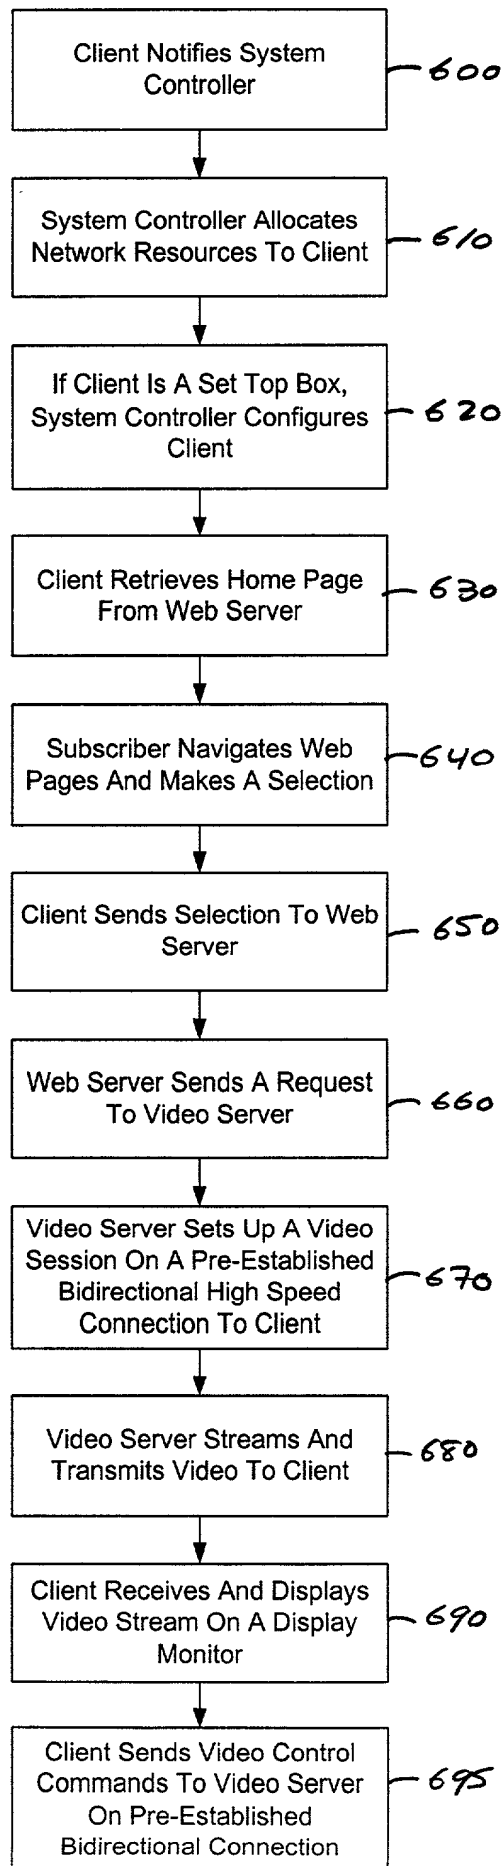 Client Notifies System
Controller
600
System Controller Allocates
Network Resources To Client
610
If Client Is A Set Top Box,
System Controller Configures
Client
620
Client Retrieves Home Page
From Web Server
630
Subscriber Navigates Web
Pages And Makes A Selection
640
Client Sends Selection To Web
Server
650
Web Server Sends A Request
To Video Server
660
Video Server Sets Up A Video
Session On A Pre-Established
Bidirectional High Speed
Connection To Client
670
Video Server Streams And
Transmits Video To Client
680
Client Receives And Displays
Video Stream On A Display
Monitor
690
Client Sends Video Control
Commands To Video Server
On Pre-Established
Bidirectional Connection
695